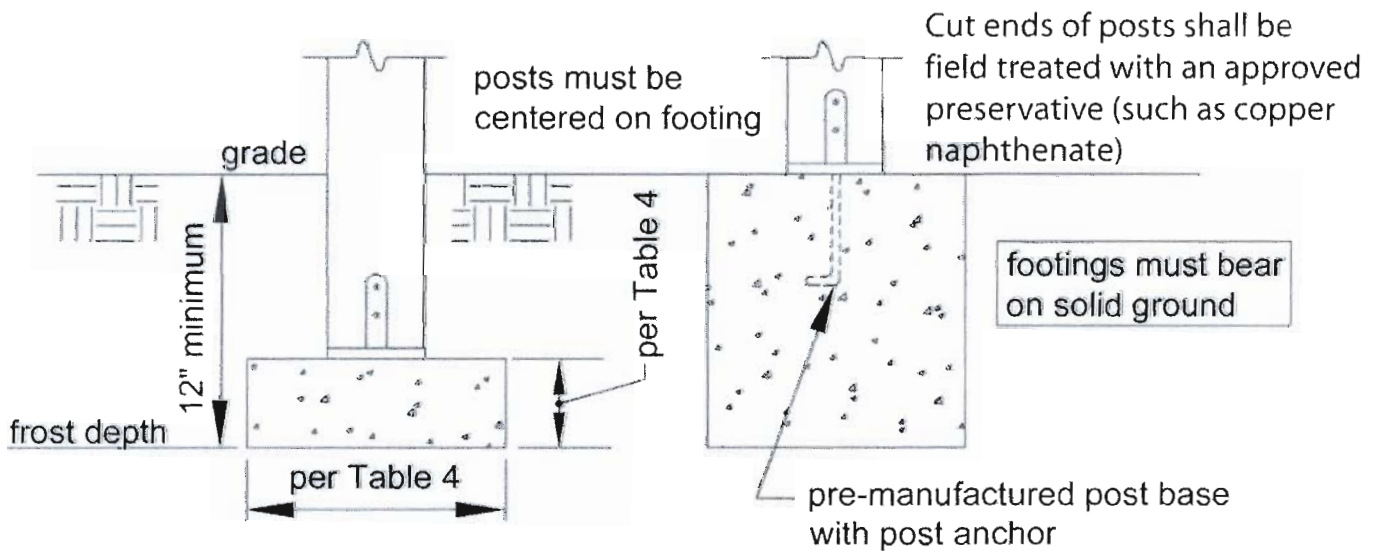 Cut ends of posts shall be
field treated with an approved
preservative (such as copper
naphthenate)
posts must be
centered on footing
grade
12" minimum
per Table 4
footings must bear
on solid ground
frost depth
per Table 4
pre-manufactured post base
with post anchor